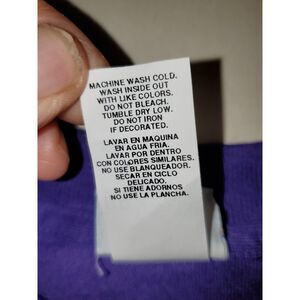 MACHINE WASH COLD.
WASH INSIDE OUT
WITH LIKE COLORS.
DO NOT BLEACH.
TUMBLE DRY LOW.
DO NOT IRON
IF DECORATED.
LAVAR EN MAQUINA
EN AGUA FRIA.
LAVAR POR DENTRO
CON COLORES SIMILARES.
NO USE BLANQUEADOR.
SECAR EN CICLO
DELICADO.
SI TIENE ADORNOS
NO USE LA PLANCHA.